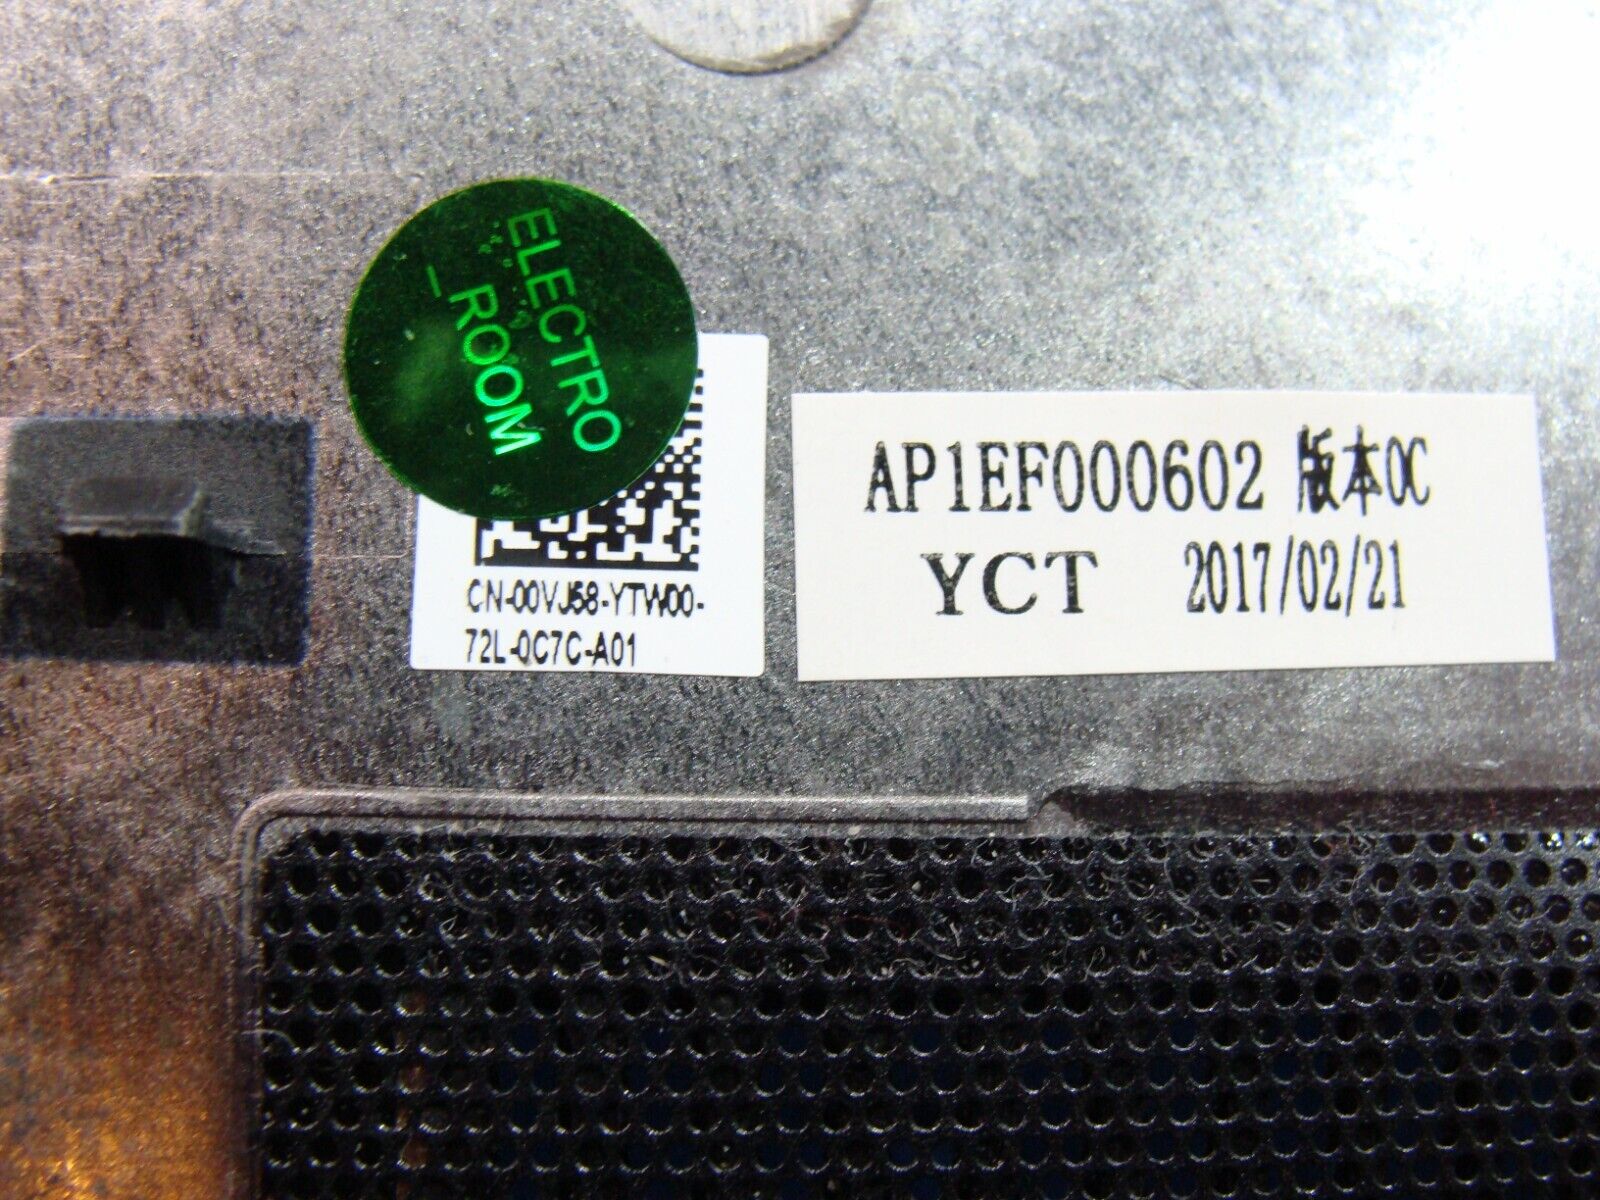 ELECTRO
_ROOM
CN-00VJ58-YTW00-
72L-0C7C-A01
AP1EF000602 版本0C
YCT 2017/02/21